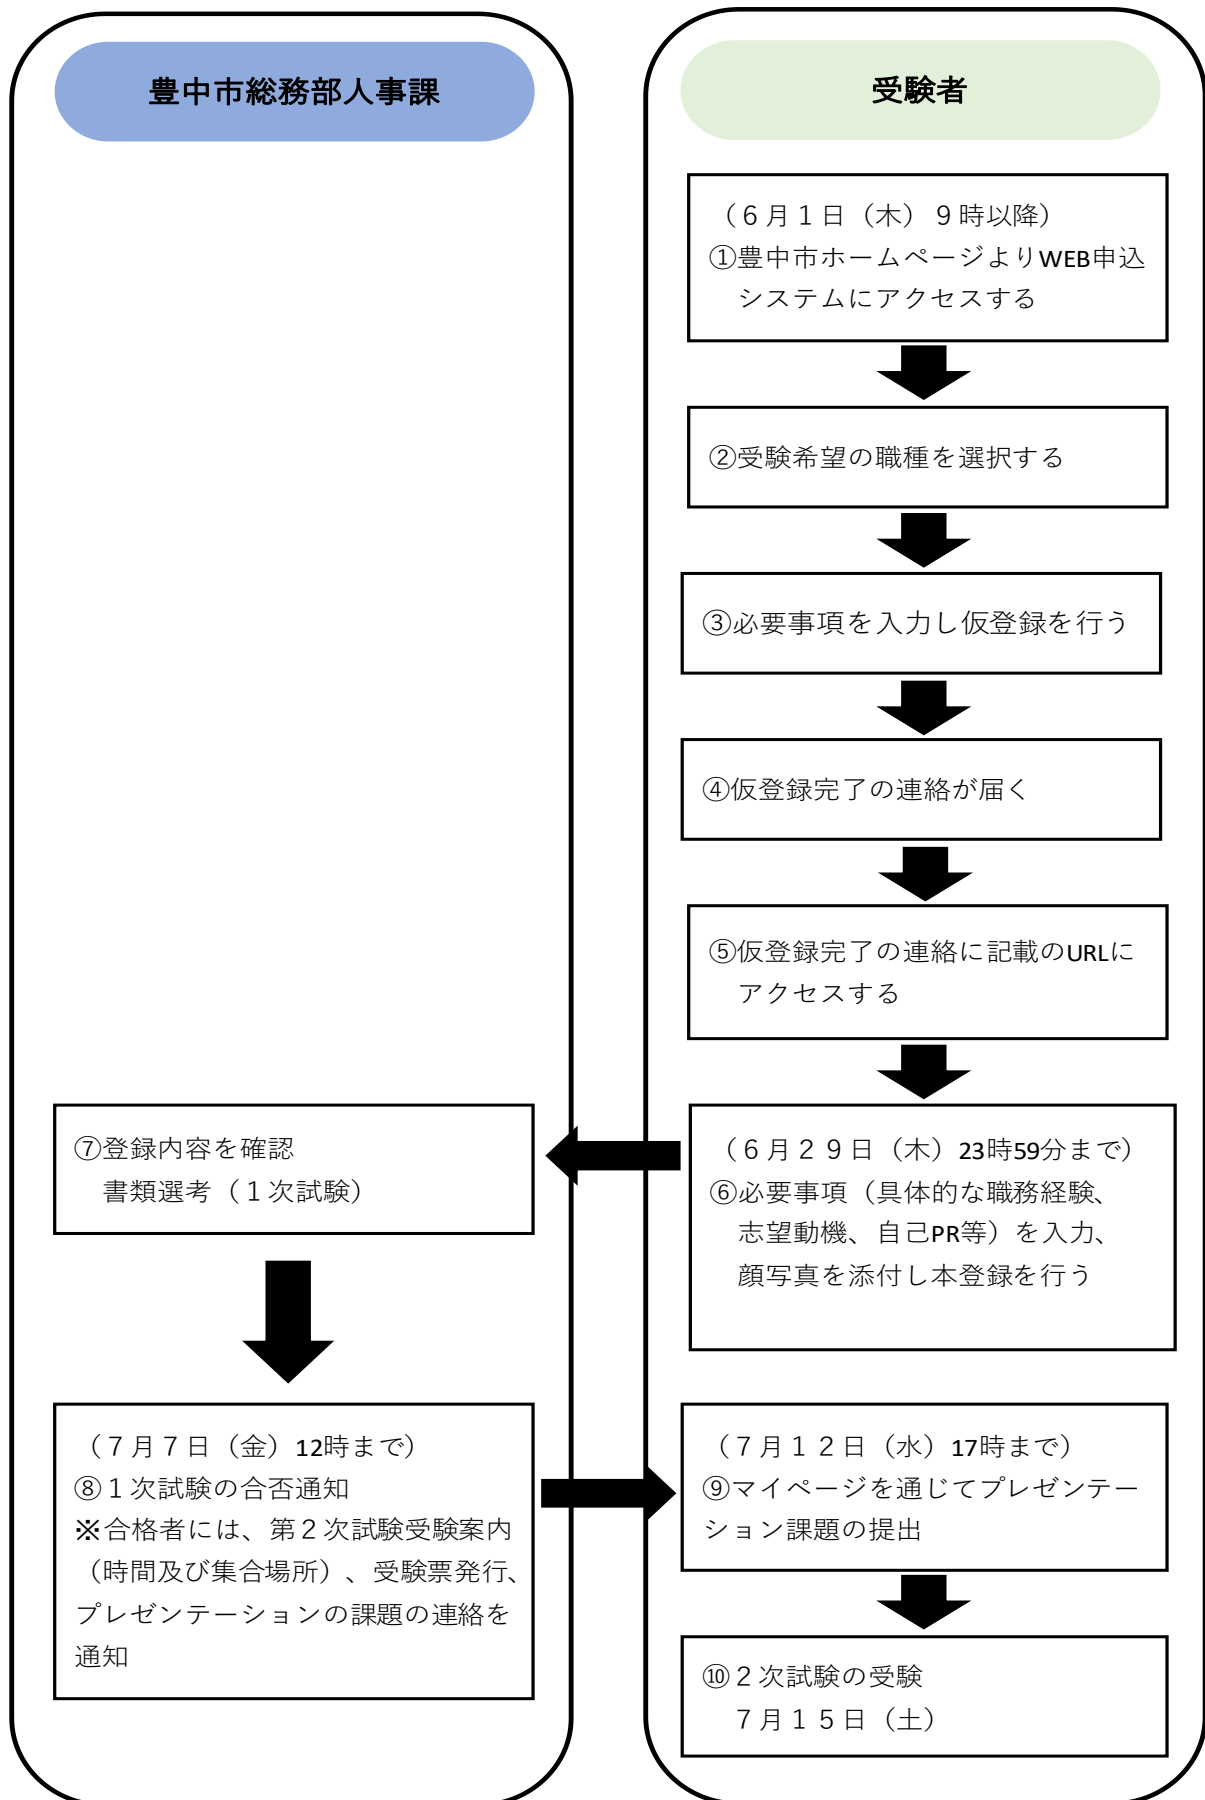 豊中市総務部人事課
受験者
（６月１日（木）９時以降）
①豊中市ホームページよりWEB申込
システムにアクセスする
②受験希望の職種を選択する
③必要事項を入力し仮登録を行う
④仮登録完了の連絡が届く
⑤仮登録完了の連絡に記載のURLに
アクセスする
（６月２９日（木）23時59分まで）
⑥必要事項（具体的な職務経験、
志望動機、自己PR等）を入力、
顔写真を添付し本登録を行う
⑦登録内容を確認
書類選考（１次試験）
（７月７日（金）12時まで）
⑧１次試験の合否通知
※合格者には、第２次試験受験案内
（時間及び集合場所）、受験票発行、
プレゼンテーションの課題の連絡を
通知
（７月１２日（水）17時まで）
⑨マイページを通じてプレゼンテー
ション課題の提出
⑩２次試験の受験
７月１５日（土）